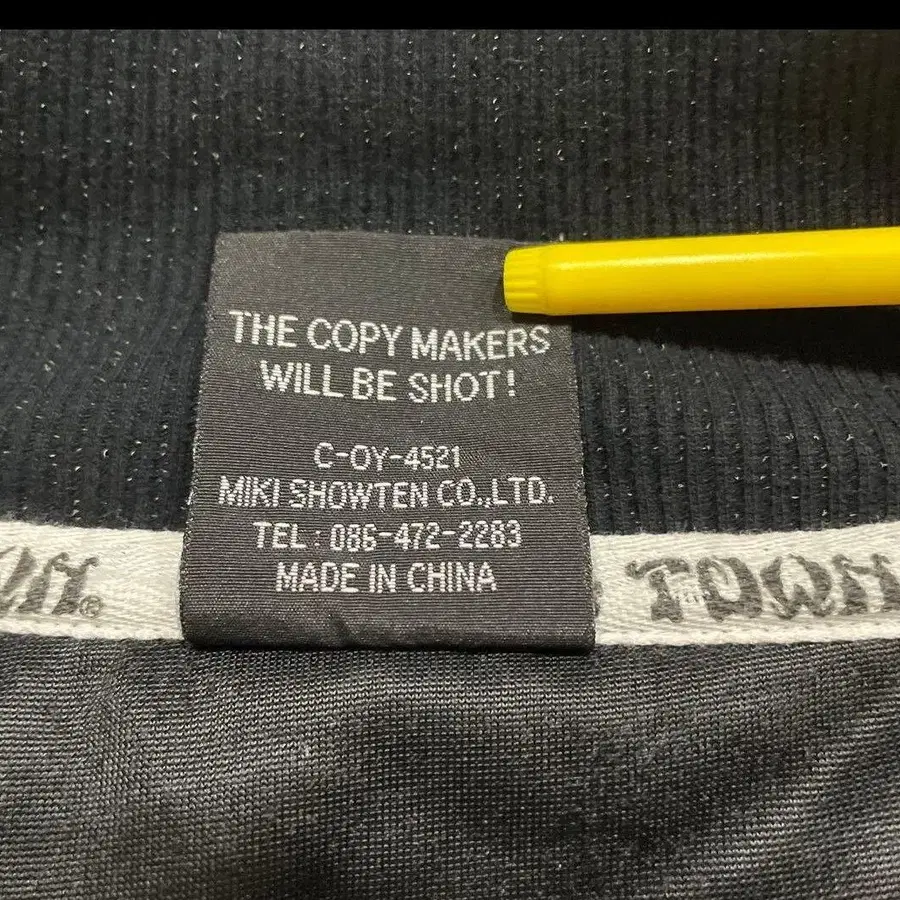 THE COPY MAKERS
WILL BE SHOT!
C-OY-4521
MIKI SHOWTEN CO.,LTD.
TEL : 086-472-2283
MADE IN CHINA
TOWN